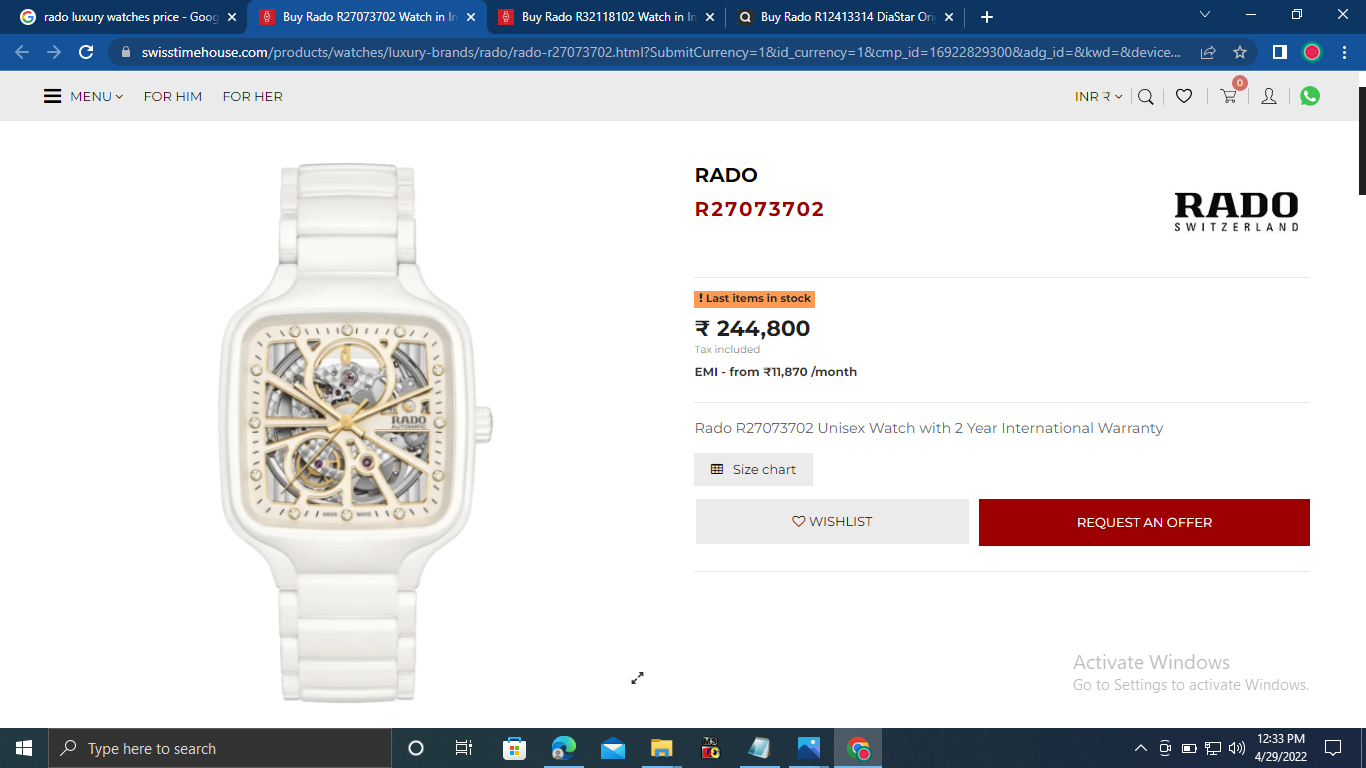 rado luxury watches price - Goog
Buy Rado R27073702 Watch in In
Buy Rado R32118102 Watch in In
Buy Rado R12413314 DiaStar Ori
swisstimehouse.com/products/watches/luxury-brands/rado/rado-r27073702.html?SubmitCurrency=1&id_currency=1&cmp_id=16922829300&adg_id=&kwd=&device...
MENU
FOR HIM
FOR HER
INR ₹
0
RADO
R27073702
RADO
SWITZERLAND
! Last items in stock
₹ 244,800
Tax included
EMI - from ₹11,870 /month
Rado R27073702 Unisex Watch with 2 Year International Warranty
Size chart
WISHLIST
REQUEST AN OFFER
RADO
AUTOMATIC
SWISS MADE
Activate Windows
Go to Settings to activate Windows.
Type here to search
12:33 PM
4/29/2022